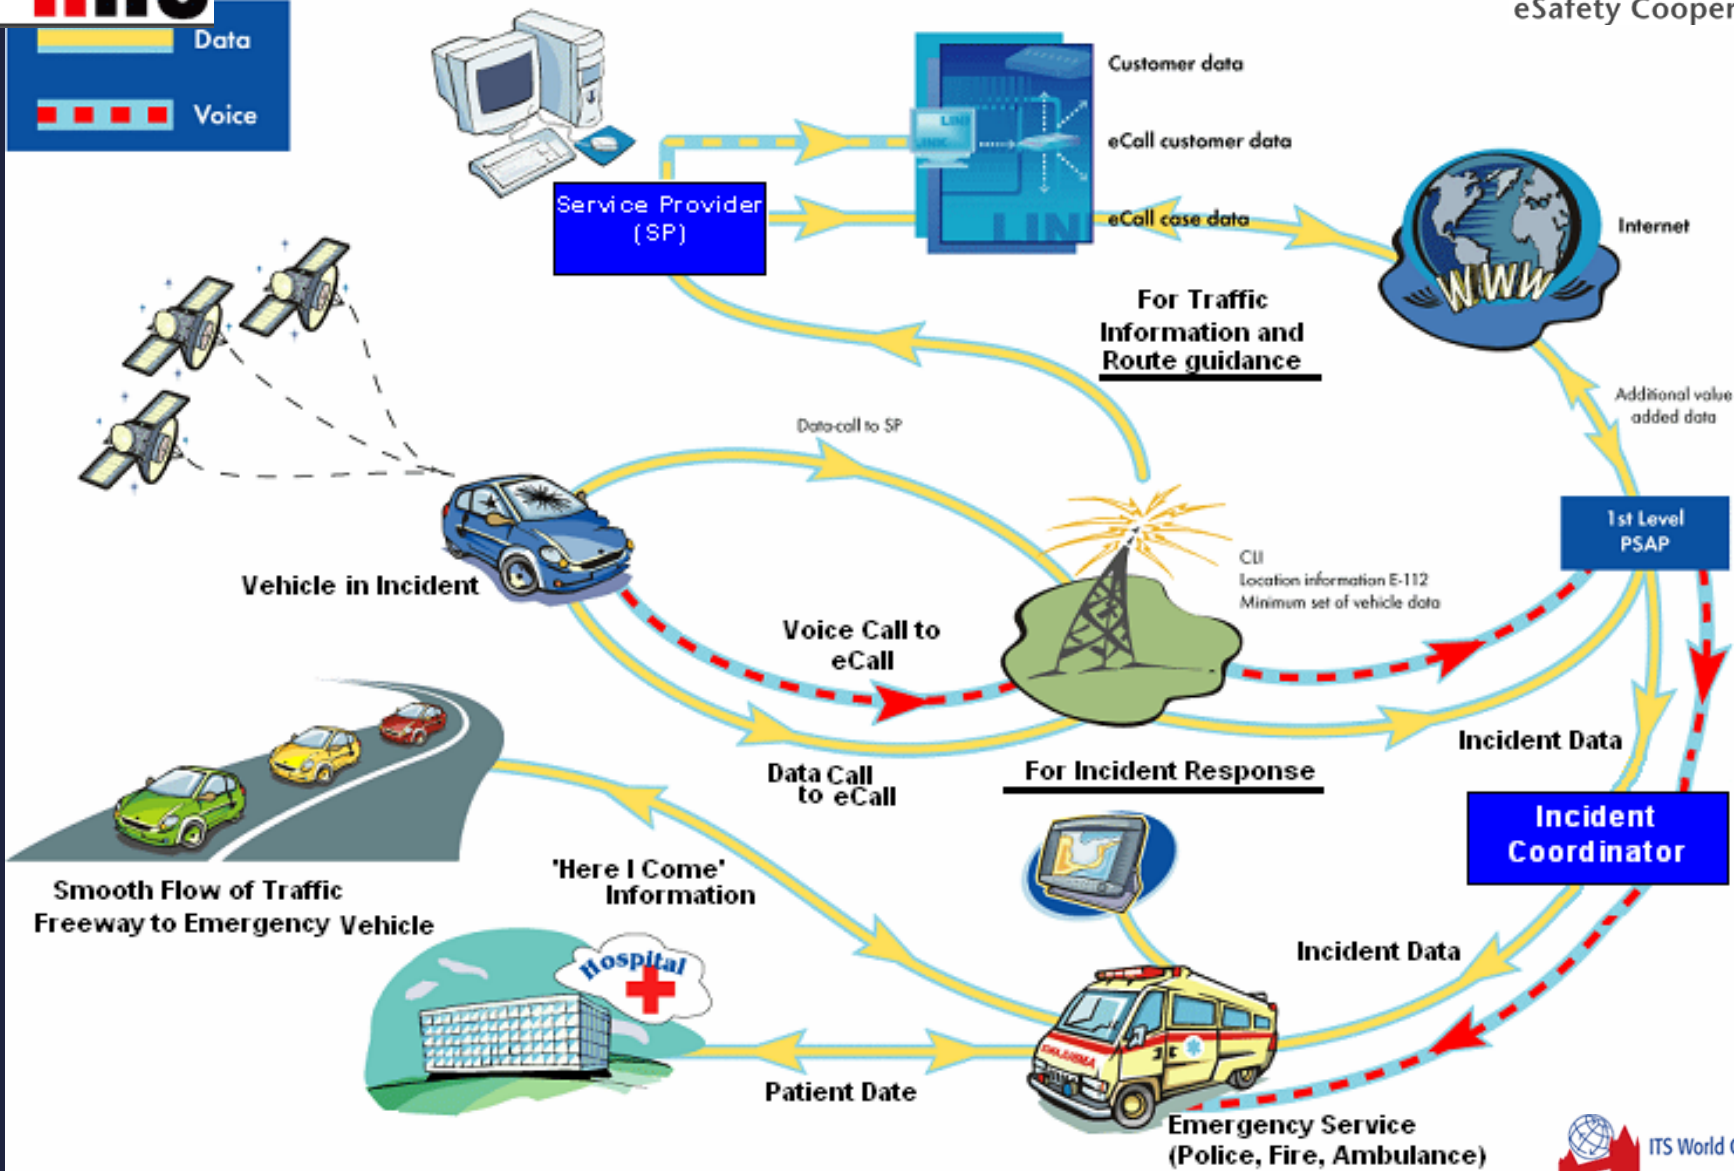 eSafety Cooper
Data
Voice
Customer data
eCall customer data
eCall case data
LINK
LINK
Service Provider
(SP)
Internet
WWW
For Traffic
Information and
Route guidance
Additional value
added data
Data-call to SP
1st Level
PSAP
CLI
Location information E-112
Minimum set of vehicle data
Vehicle in Incident
Voice Call to
eCall
Incident Data
Data Call
to eCall
For Incident Response
Incident
Coordinator
'Here I Come'
Information
Smooth Flow of Traffic
Freeway to Emergency Vehicle
Incident Data
Hospital
Patient Date
Emergency Service
(Police, Fire, Ambulance)
ITS World